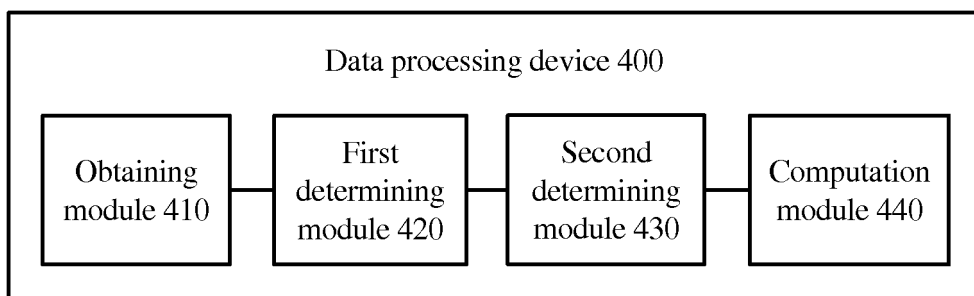 Data processing device 400
Obtaining
module 410
First
determining
module 420
Second
determining
module 430
Computation
module 440